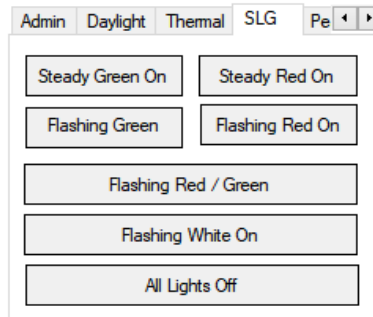 Admin Daylight Thermal SLG Pe
Steady Green On Steady Red On
Flashing Green Flashing Red On
Flashing Red / Green
Flashing White On
All Lights Off